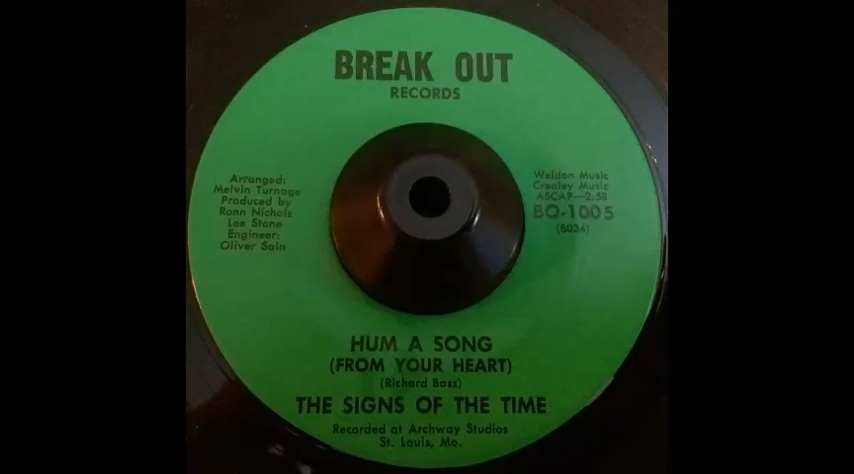 BREAK OUT
RECORDS
Arranged:
Melvin Turnage
Produced by
Ronn Nichols
Lee Stone
Engineer:
Oliver Sain
Weldon Music
Creoley Music
ASCAP—2:58
BO-1005
(8034)
HUM A SONG
(FROM YOUR HEART)
(Richard Bass)
THE SIGNS OF THE TIME
Recorded at Archway Studios
St. Louis, Mo.